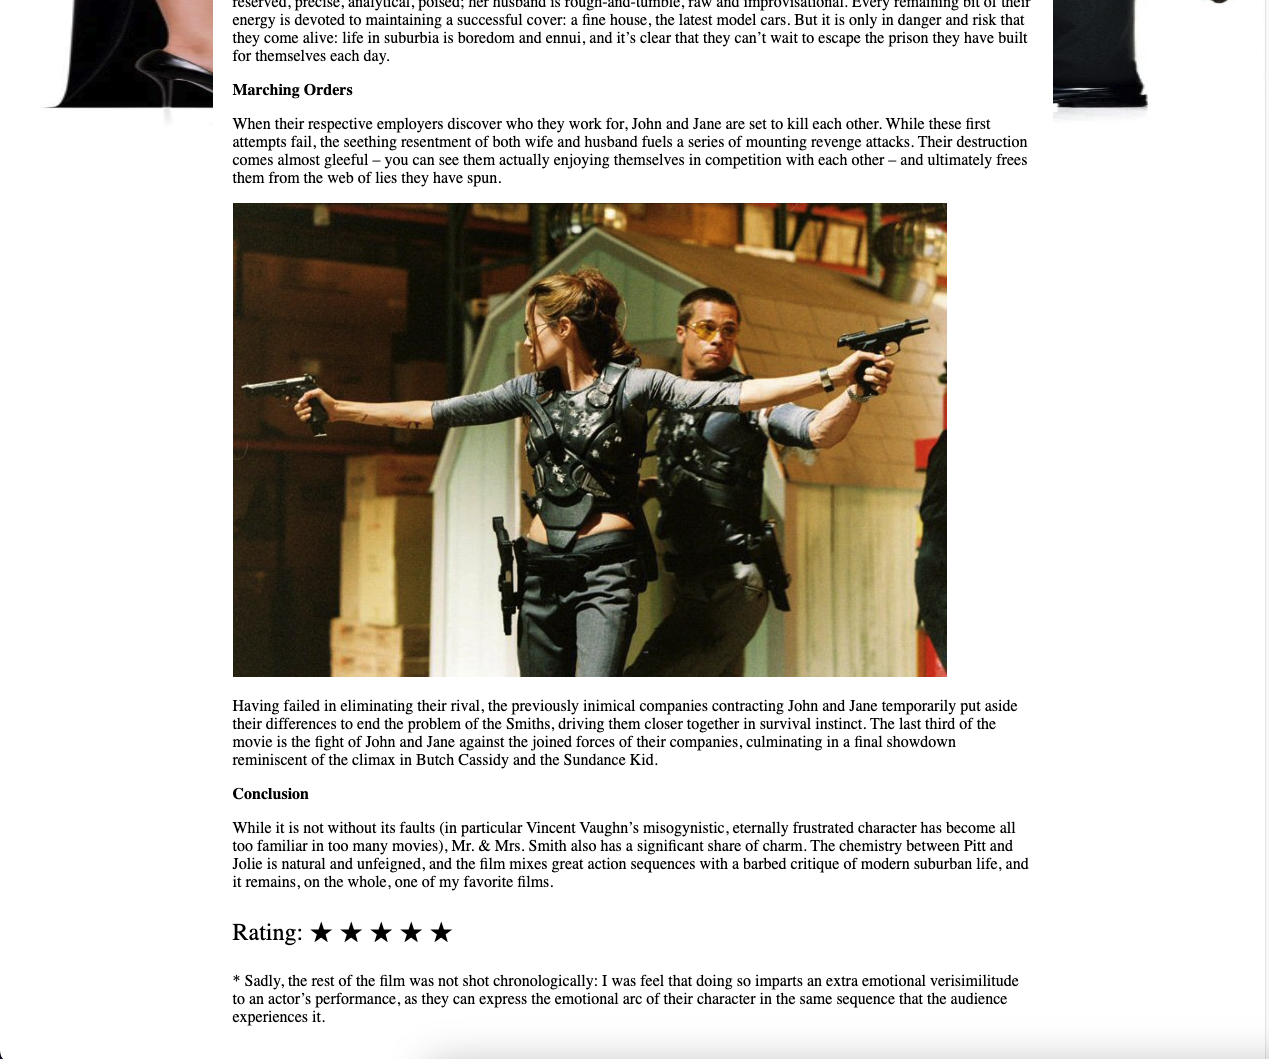 reserved, precise, analytical, poised; her husband is rough-and-tumble, raw and improvisational. Every remaining bit of their
energy is devoted to maintaining a successful cover: a fine house, the latest model cars. But it is only in danger and risk that
they come alive: life in suburbia is boredom and ennui, and it’s clear that they can’t wait to escape the prison they have built
for themselves each day.
Marching Orders
When their respective employers discover who they work for, John and Jane are set to kill each other. While these first
attempts fail, the seething resentment of both wife and husband fuels a series of mounting revenge attacks. Their destruction
comes almost gleeful – you can see them actually enjoying themselves in competition with each other – and ultimately frees
them from the web of lies they have spun.
Having failed in eliminating their rival, the previously inimical companies contracting John and Jane temporarily put aside
their differences to end the problem of the Smiths, driving them closer together in survival instinct. The last third of the
movie is the fight of John and Jane against the joined forces of their companies, culminating in a final showdown
reminiscent of the climax in Butch Cassidy and the Sundance Kid.
Conclusion
While it is not without its faults (in particular Vincent Vaughn’s misogynistic, eternally frustrated character has become all
too familiar in too many movies), Mr. & Mrs. Smith also has a significant share of charm. The chemistry between Pitt and
Jolie is natural and unfeigned, and the film mixes great action sequences with a barbed critique of modern suburban life, and
it remains, on the whole, one of my favorite films.
Rating: ★ ★ ★ ★ ★
* Sadly, the rest of the film was not shot chronologically: I was feel that doing so imparts an extra emotional verisimilitude
to an actor’s performance, as they can express the emotional arc of their character in the same sequence that the audience
experiences it.